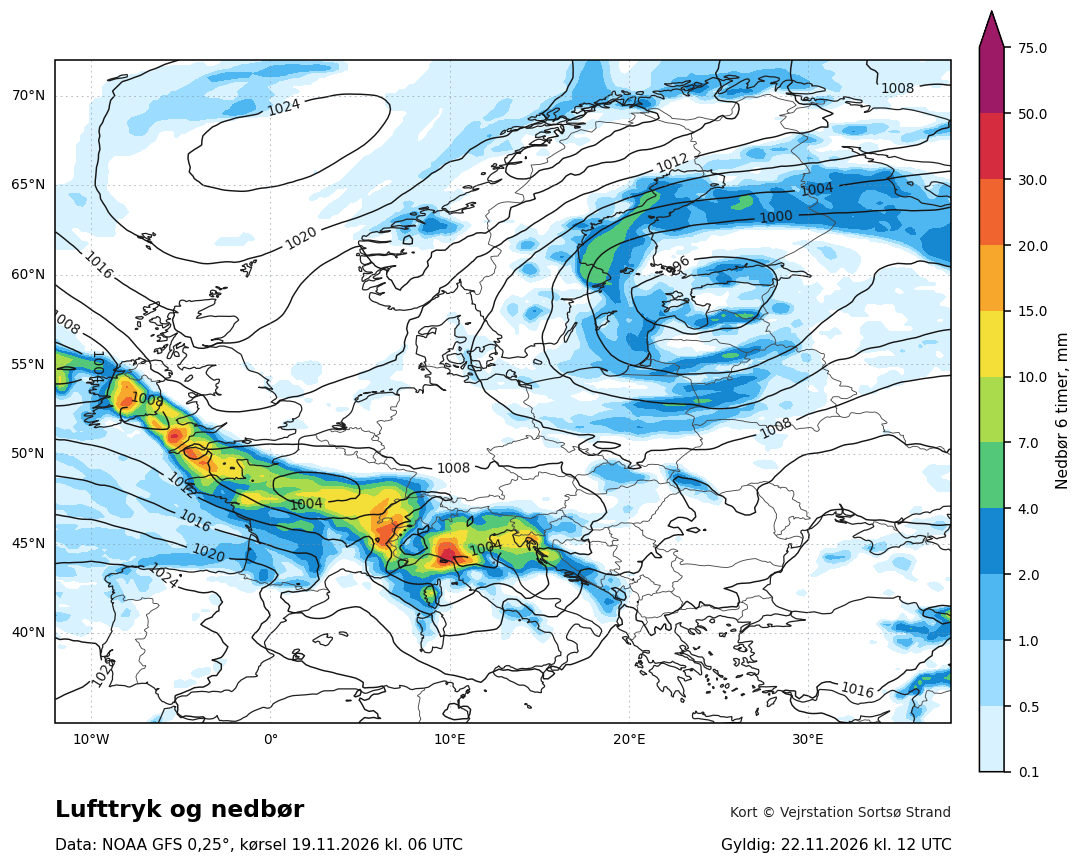 1024
1008
1012
1004
1000
996
1020
1016
1008
1004
1008
1008
1008
1012
1004
1016
1004
1020
1024
1028
1016
70°N
65°N
60°N
55°N
50°N
45°N
40°N
10°W
0°
10°E
20°E
30°E
75.0
50.0
30.0
20.0
15.0
10.0
7.0
4.0
2.0
1.0
0.5
0.1
Nedbør 6 timer, mm
Lufttryk og nedbør
Kort © Vejrstation Sortsø Strand
Data: NOAA GFS 0,25°, kørsel 19.11.2026 kl. 06 UTC
Gyldig: 22.11.2026 kl. 12 UTC